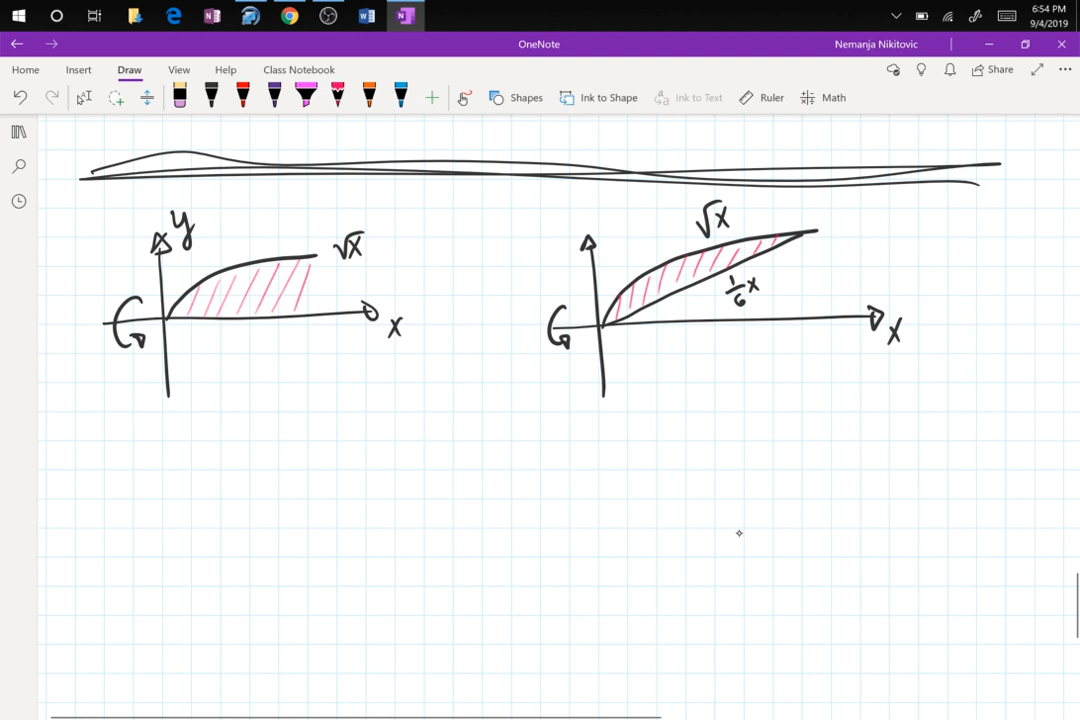 6:54 PM
9/4/2019
OneNote
Nemanja Nikitovic
Home Insert Draw View Help Class Notebook
Share
Shapes Ink to Shape Ink to Text Ruler Math
y
√x
x
√x
1/6 x
x